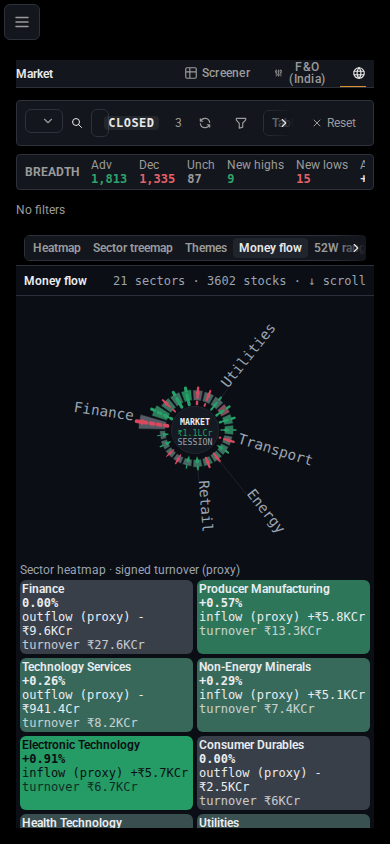 Market
Screener
F&O
(India)
CLOSED
3
Reset
BREADTH
Adv
1,813
Dec
1,335
Unch
87
New highs
9
New lows
15
No filters
Heatmap
Sector treemap
Themes
Money flow
52W
Money flow
21 sectors · 3602 stocks · ↓ scroll
Utilities
Finance
MARKET
₹1.1LCr
SESSION
Transport
Energy
Retail
Sector heatmap · signed turnover (proxy)
Finance
0.00%
outflow (proxy) -
₹9.6KCr
turnover ₹27.6KCr
Producer Manufacturing
+0.57%
inflow (proxy) +₹5.8KCr
turnover ₹13.3KCr
Technology Services
+0.26%
outflow (proxy) -
₹941.4Cr
turnover ₹8.2KCr
Non-Energy Minerals
+0.29%
inflow (proxy) +₹5.1KCr
turnover ₹7.4KCr
Electronic Technology
+0.91%
inflow (proxy) +₹5.7KCr
turnover ₹6.7KCr
Consumer Durables
0.00%
outflow (proxy) -
₹2.5KCr
turnover ₹6KCr
Health Technology
Utilities